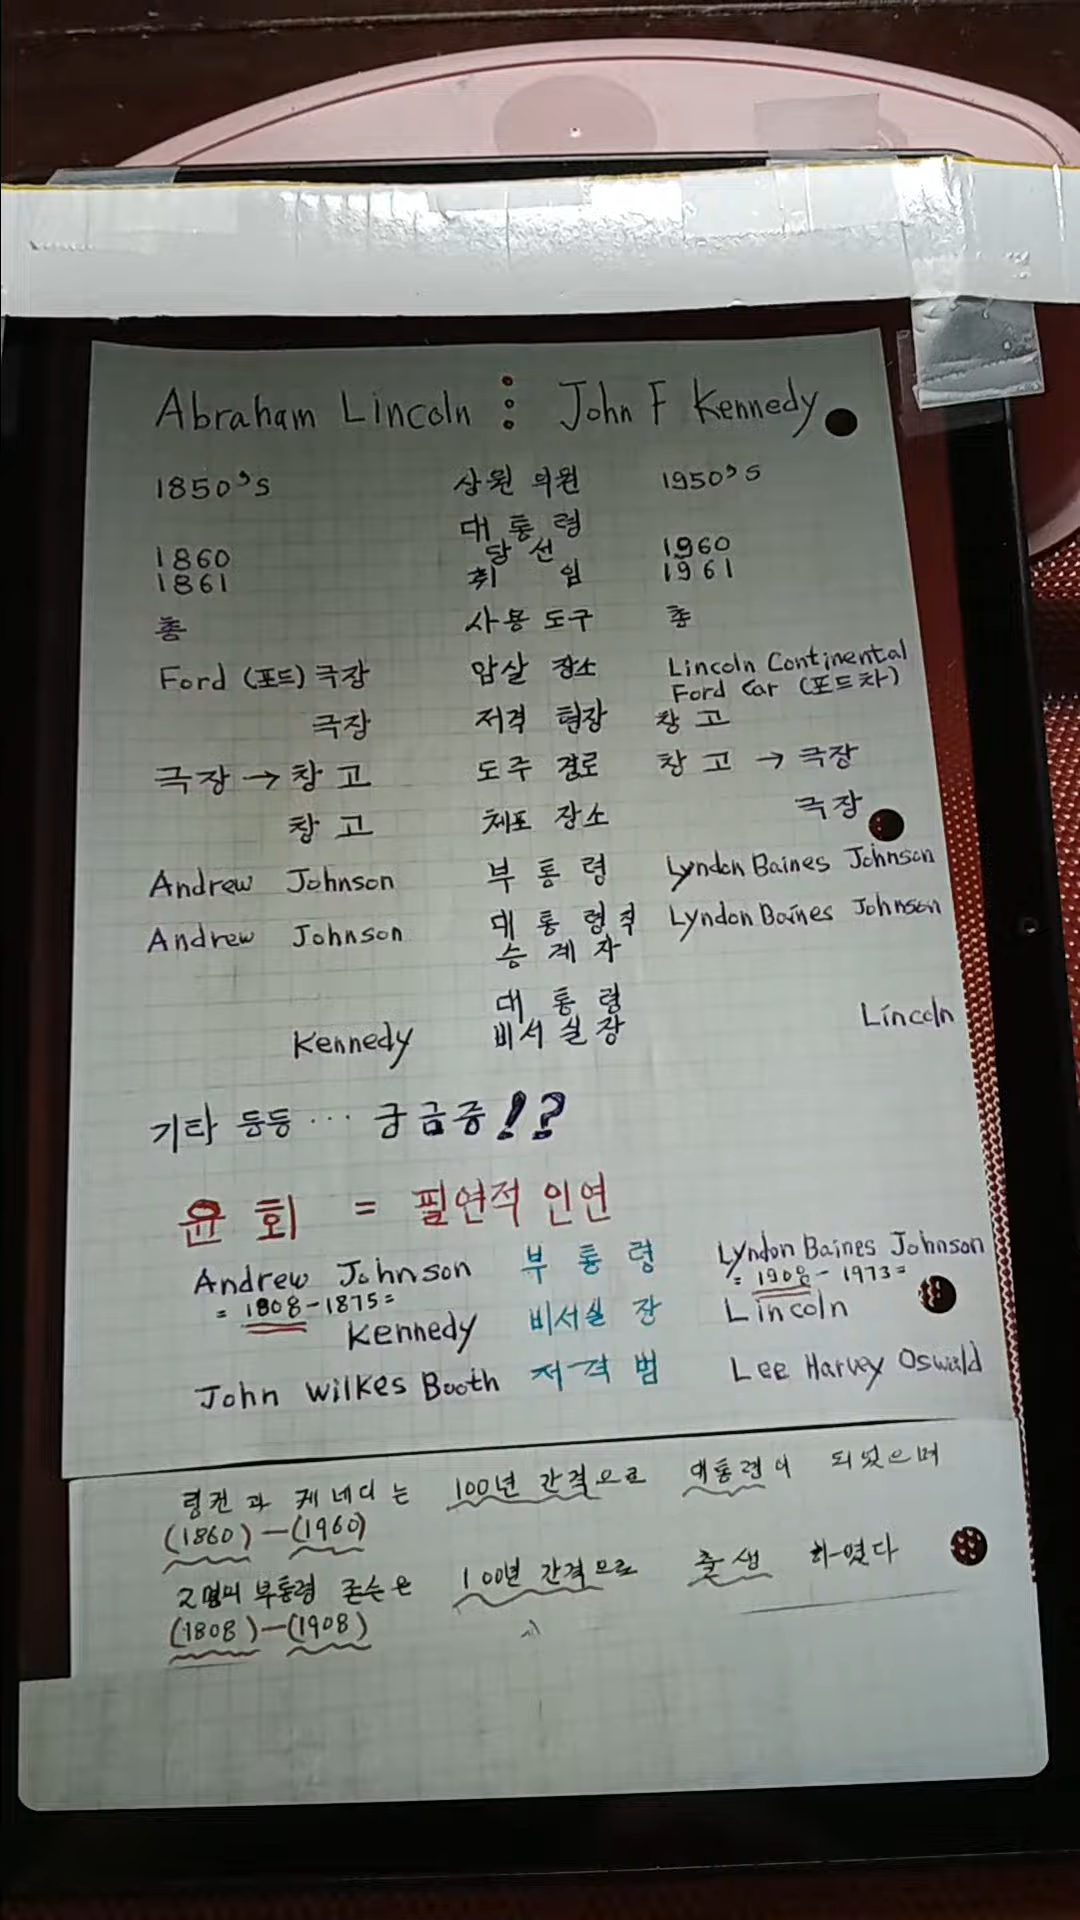 Abraham Lincoln : John F Kennedy
1850's 상원 의원 1950's
대통령
1860 당선 1960
1861 취임 1961
총 사용 도구 총
Ford (포드) 극장 암살 장소 Lincoln Continental
Ford Car (포드차)
극장 저격 현장 창고
극장 → 창고 도주 경로 창고 → 극장
창고 체포 장소 극장
Andrew Johnson 부통령 Lyndon Baines Johnson
Andrew Johnson 대통령직 Lyndon Baines Johnson
승계자
대통령
Kennedy 비서실장 Lincoln
기타 등등 ··· 궁금증!?
윤회 = 필연적 인연
Andrew Johnson 부통령 Lyndon Baines Johnson
= 1808-1875= = 1908-1973=
Kennedy 비서실장 Lincoln
John Wilkes Booth 저격범 Lee Harvey Oswald
링컨과 케네디는 100년 간격으로 대통령이 되었으며
(1860)-(1960)
2명의 부통령 존슨은 100년 간격으로 출생 하였다
(1808)-(1908)